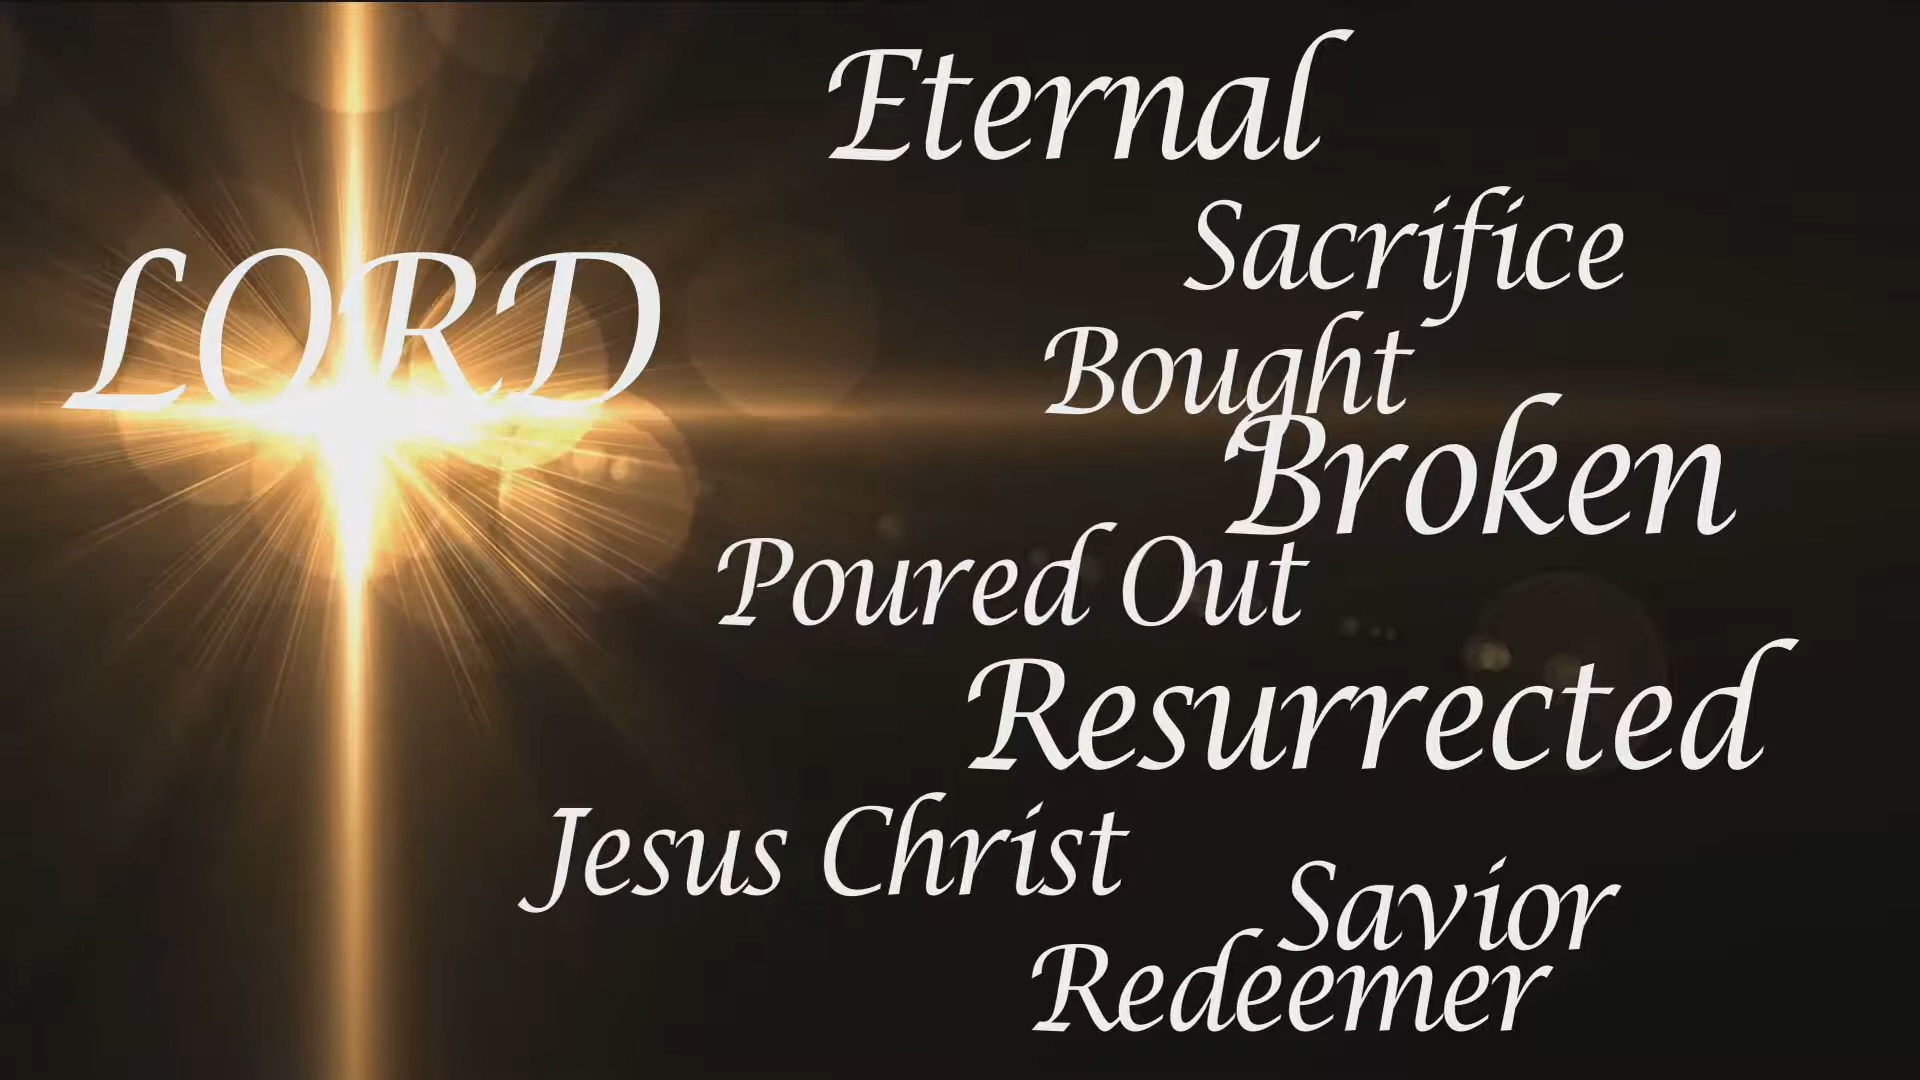 Eternal
Sacrifice
LORD
Bought
Broken
Poured Out
Resurrected
Jesus Christ
Savior
Redeemer